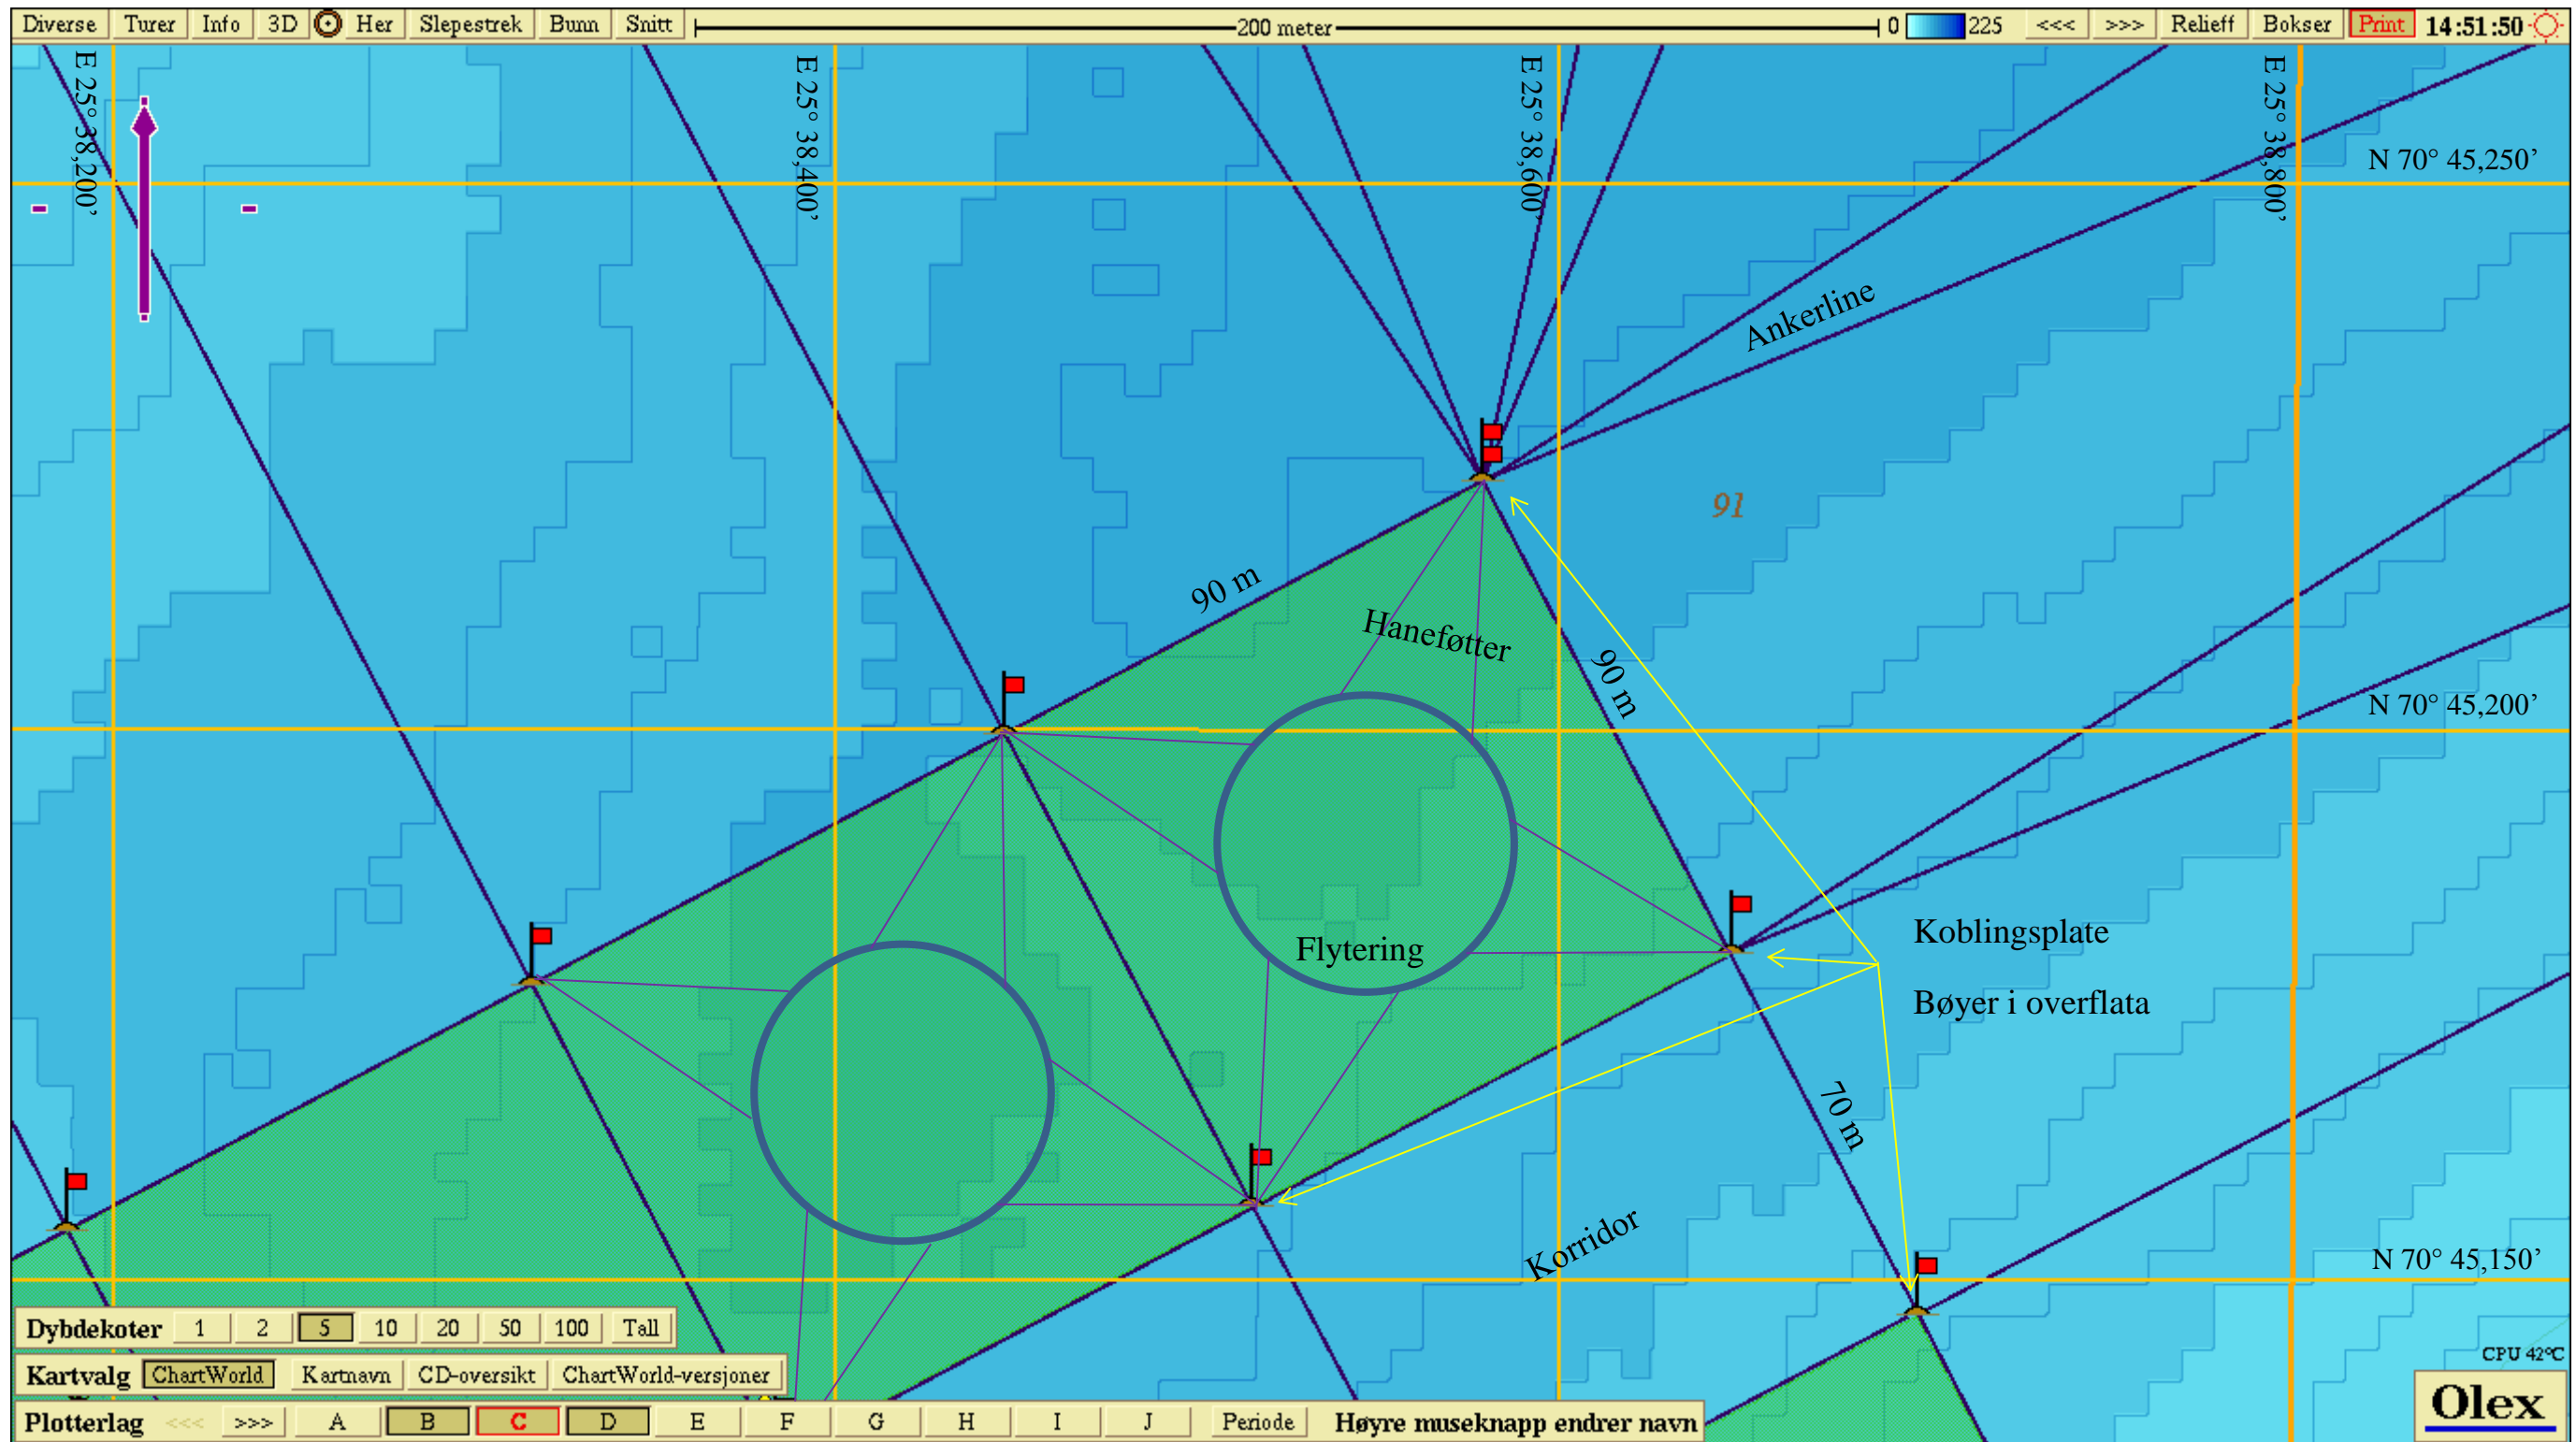 Diverse Turer Info 3D Her Slepestrek Bunn Snitt 200 meter 0 225 <<< >>> Relieff Bokser Print 14:51:50
E 25° 38,200’
E 25° 38,400’
E 25° 38,600’
E 25° 38,800’
N 70° 45,250’
Ankerline
91
90 m
Haneføtter
90 m
N 70° 45,200’
Flytering
Koblingsplate
Bøyer i overflata
70 m
Korridor
N 70° 45,150’
Dybdekoter 1 2 5 10 20 50 100 Tall
CPU 42°C
Kartvalg ChartWorld Kartnavn CD-oversikt ChartWorld-versjoner
Olex
Plotterlag <<< >>> A B C D E F G H I J Periode Høyre museknapp endrer navn